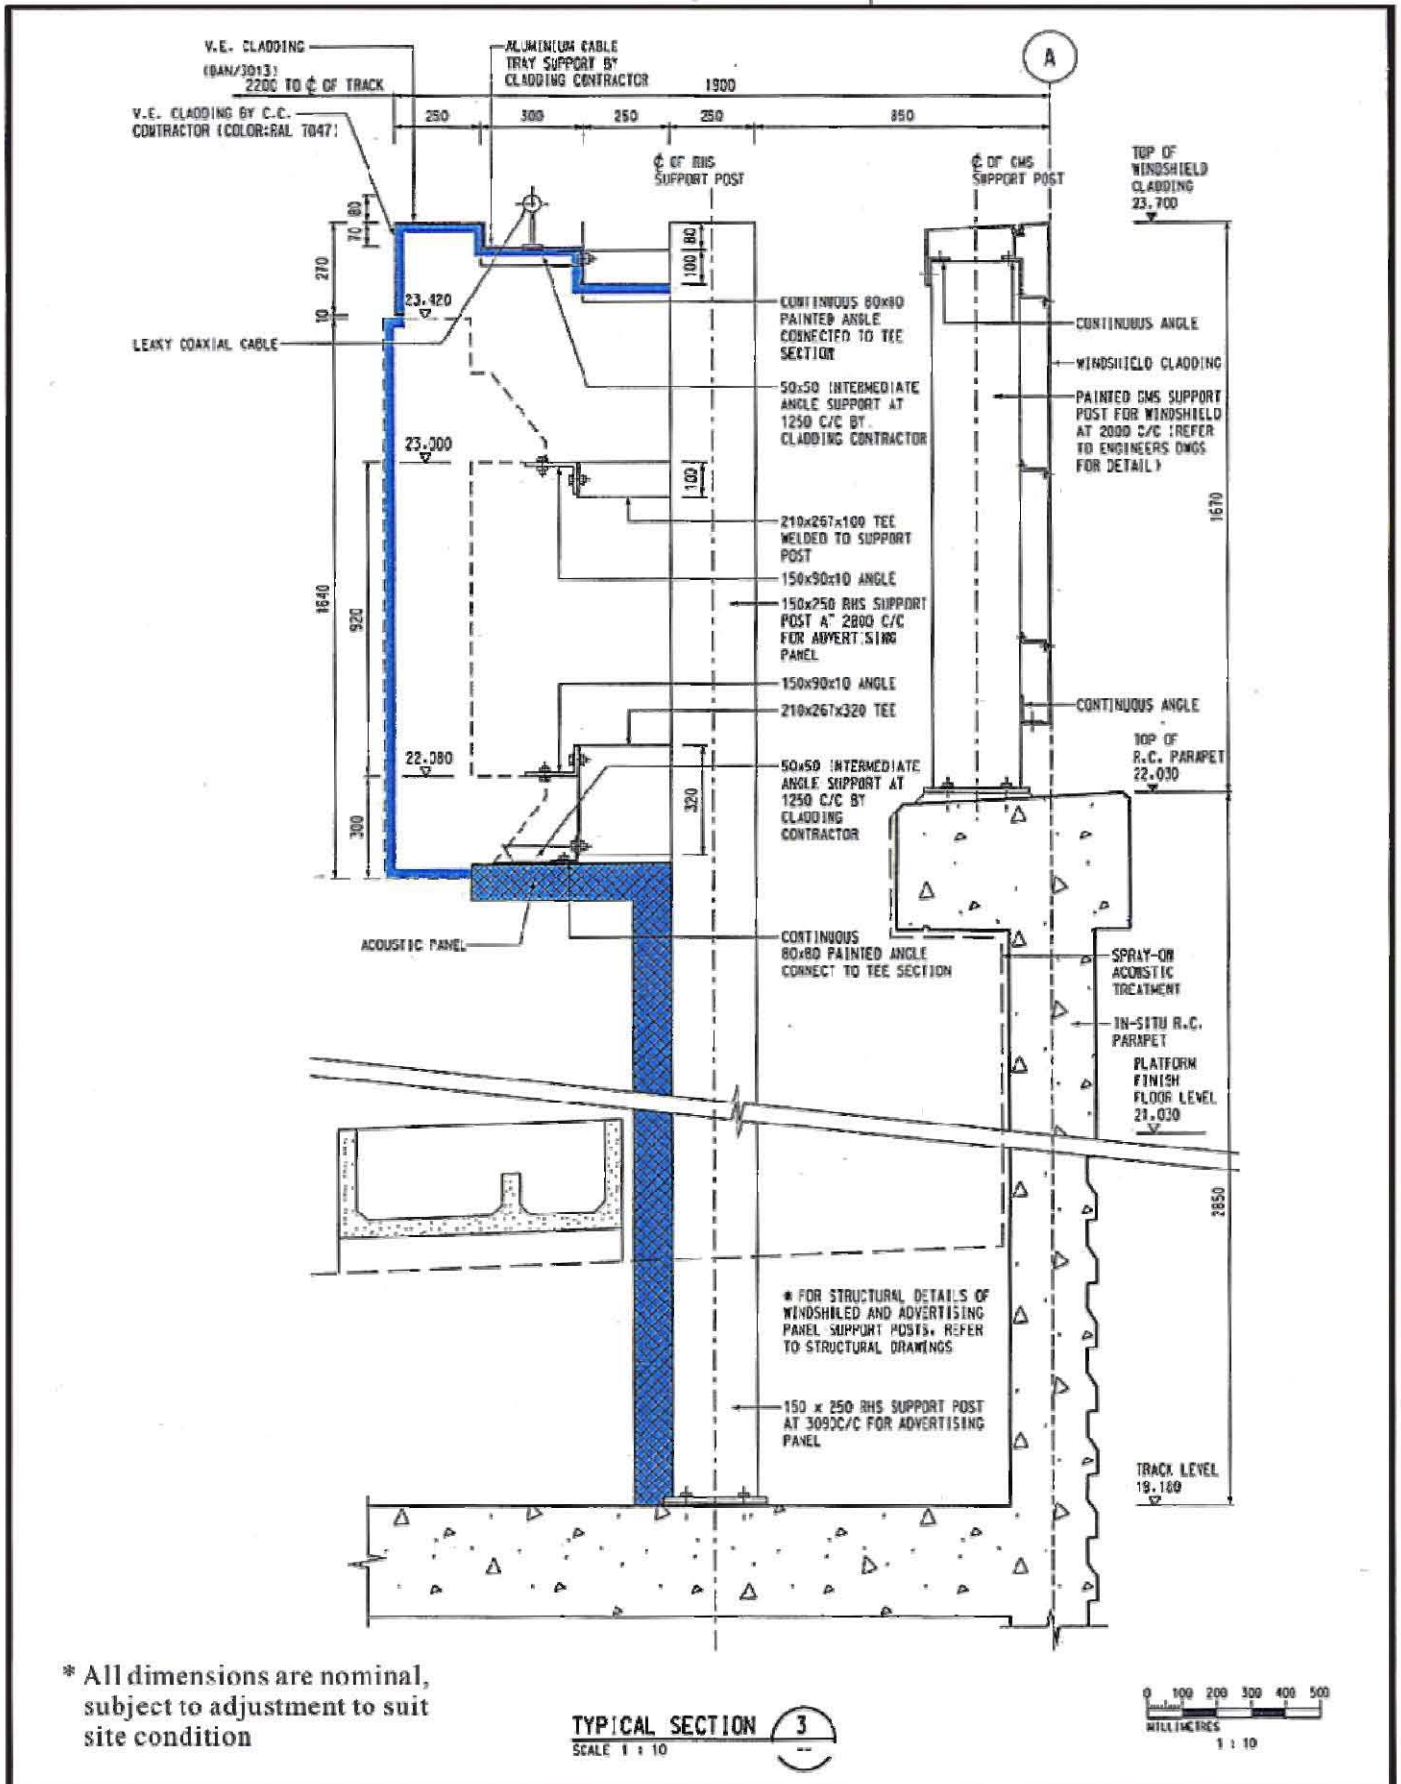 V.E. CLADDING
(BAN/3013)
2200 TO ℄ OF TRACK
V.E. CLADDING BY C.C.
CONTRACTOR (COLOR:RAL 7047)
ALUMINIUM CABLE
TRAY SUPPORT BY
CLADDING CONTRACTOR
1900
A
250
300
250
250
850
℄ OF RHS
SUPPORT POST
℄ OF GMS
SUPPORT POST
TOP OF
WINDSHIELD
CLADDING
23.700
80
70
270
10
80
100
23.420
LEAKY COAXIAL CABLE
CONTINUOUS 80x80
PAINTED ANGLE
CONNECTED TO TEE
SECTION
CONTINUOUS ANGLE
WINDSHIELD CLADDING
50x50 INTERMEDIATE
ANGLE SUPPORT AT
1250 C/C BY
CLADDING CONTRACTOR
PAINTED GMS SUPPORT
POST FOR WINDSHIELD
AT 2000 C/C (REFER
TO ENGINEERS DWGS
FOR DETAIL)
23.000
100
1670
210x267x100 TEE
WELDED TO SUPPORT
POST
150x90x10 ANGLE
1640
920
150x250 RHS SUPPORT
POST AT 2800 C/C
FOR ADVERTISING
PANEL
150x90x10 ANGLE
210x267x320 TEE
CONTINUOUS ANGLE
22.080
TOP OF
R.C. PARAPET
22.030
50x50 INTERMEDIATE
ANGLE SUPPORT AT
1250 C/C BY
CLADDING
CONTRACTOR
320
300
ACOUSTIC PANEL
CONTINUOUS
80x80 PAINTED ANGLE
CONNECT TO TEE SECTION
SPRAY-ON
ACOUSTIC
TREATMENT
IN-SITU R.C.
PARAPET
PLATFORM
FINISH
FLOOR LEVEL
21.030
2850
* FOR STRUCTURAL DETAILS OF
WINDSHILED AND ADVERTISING
PANEL SUPPORT POSTS, REFER
TO STRUCTURAL DRAWINGS
150 x 250 RHS SUPPORT POST
AT 3090C/C FOR ADVERTISING
PANEL
TRACK LEVEL
19.180
* All dimensions are nominal,
subject to adjustment to suit
site condition
TYPICAL SECTION 3
SCALE 1 : 10
--
0 100 200 300 400 500
MILLIMETRES
1 : 10